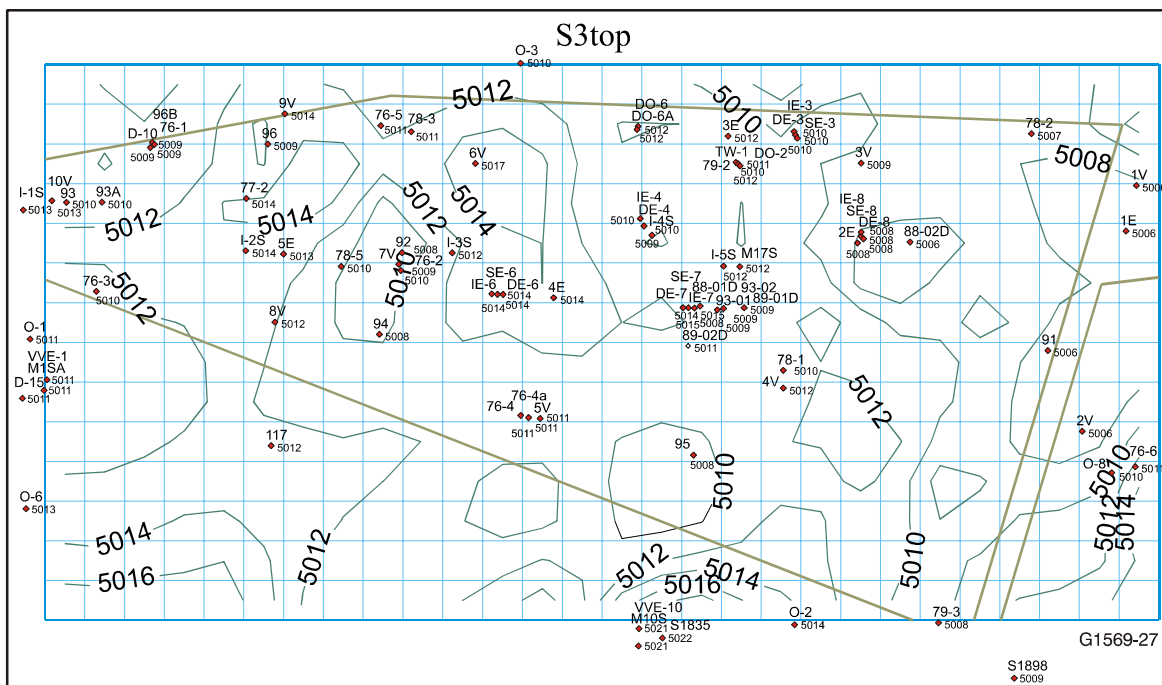 S3top
O-3
5010
96B
76-1
D-10
5009
5009
5009
9V
5014
96
5009
76-5
5011
78-3
5011
5012
6V
5017
DO-6
DO-6A
5012
5012
5010
3E
5012
IE-3
DE-3
SE-3
5010
5010
TW-1
DO-2
79-2
5011
5010
5012
3V
5009
78-2
5007
5008
1V
1E
5006
10V
I-1S
93
93A
5013
5013
5010
5010
5012
77-2
5014
5014
I-2S
5014
5E
5013
5012
5014
92
5008
7V
76-2
5009
5010
5010
78-5
5010
I-3S
5012
IE-4
5010
DE-4
I-4S
5010
5009
IE-8
SE-8
DE-8
2E
5008
5008
5008
5008
88-02D
5006
I-5S
5012
M17S
5012
76-3
5010
5012
8V
5012
94
5008
SE-6
IE-6
DE-6
5014
5014
4E
5014
SE-7
88-01D
93-02
DE-7
IE-7
93-01
89-01D
5014
5015
5015
5008
5009
5009
89-02D
5011
O-1
5011
VVE-1
M1SA
5011
D-15
5011
5011
78-1
5010
4V
5012
5012
91
5006
76-4a
76-4
5V
5011
5011
5011
117
5012
95
5008
5010
2V
5006
76-6
O-8
5010
5010
5012
5014
O-6
5013
5014
5016
5012
5012
5014
5016
5010
VVE-10
M10S
5021
S1835
5022
5021
O-2
5014
79-3
5008
G1569-27
S1898
5009